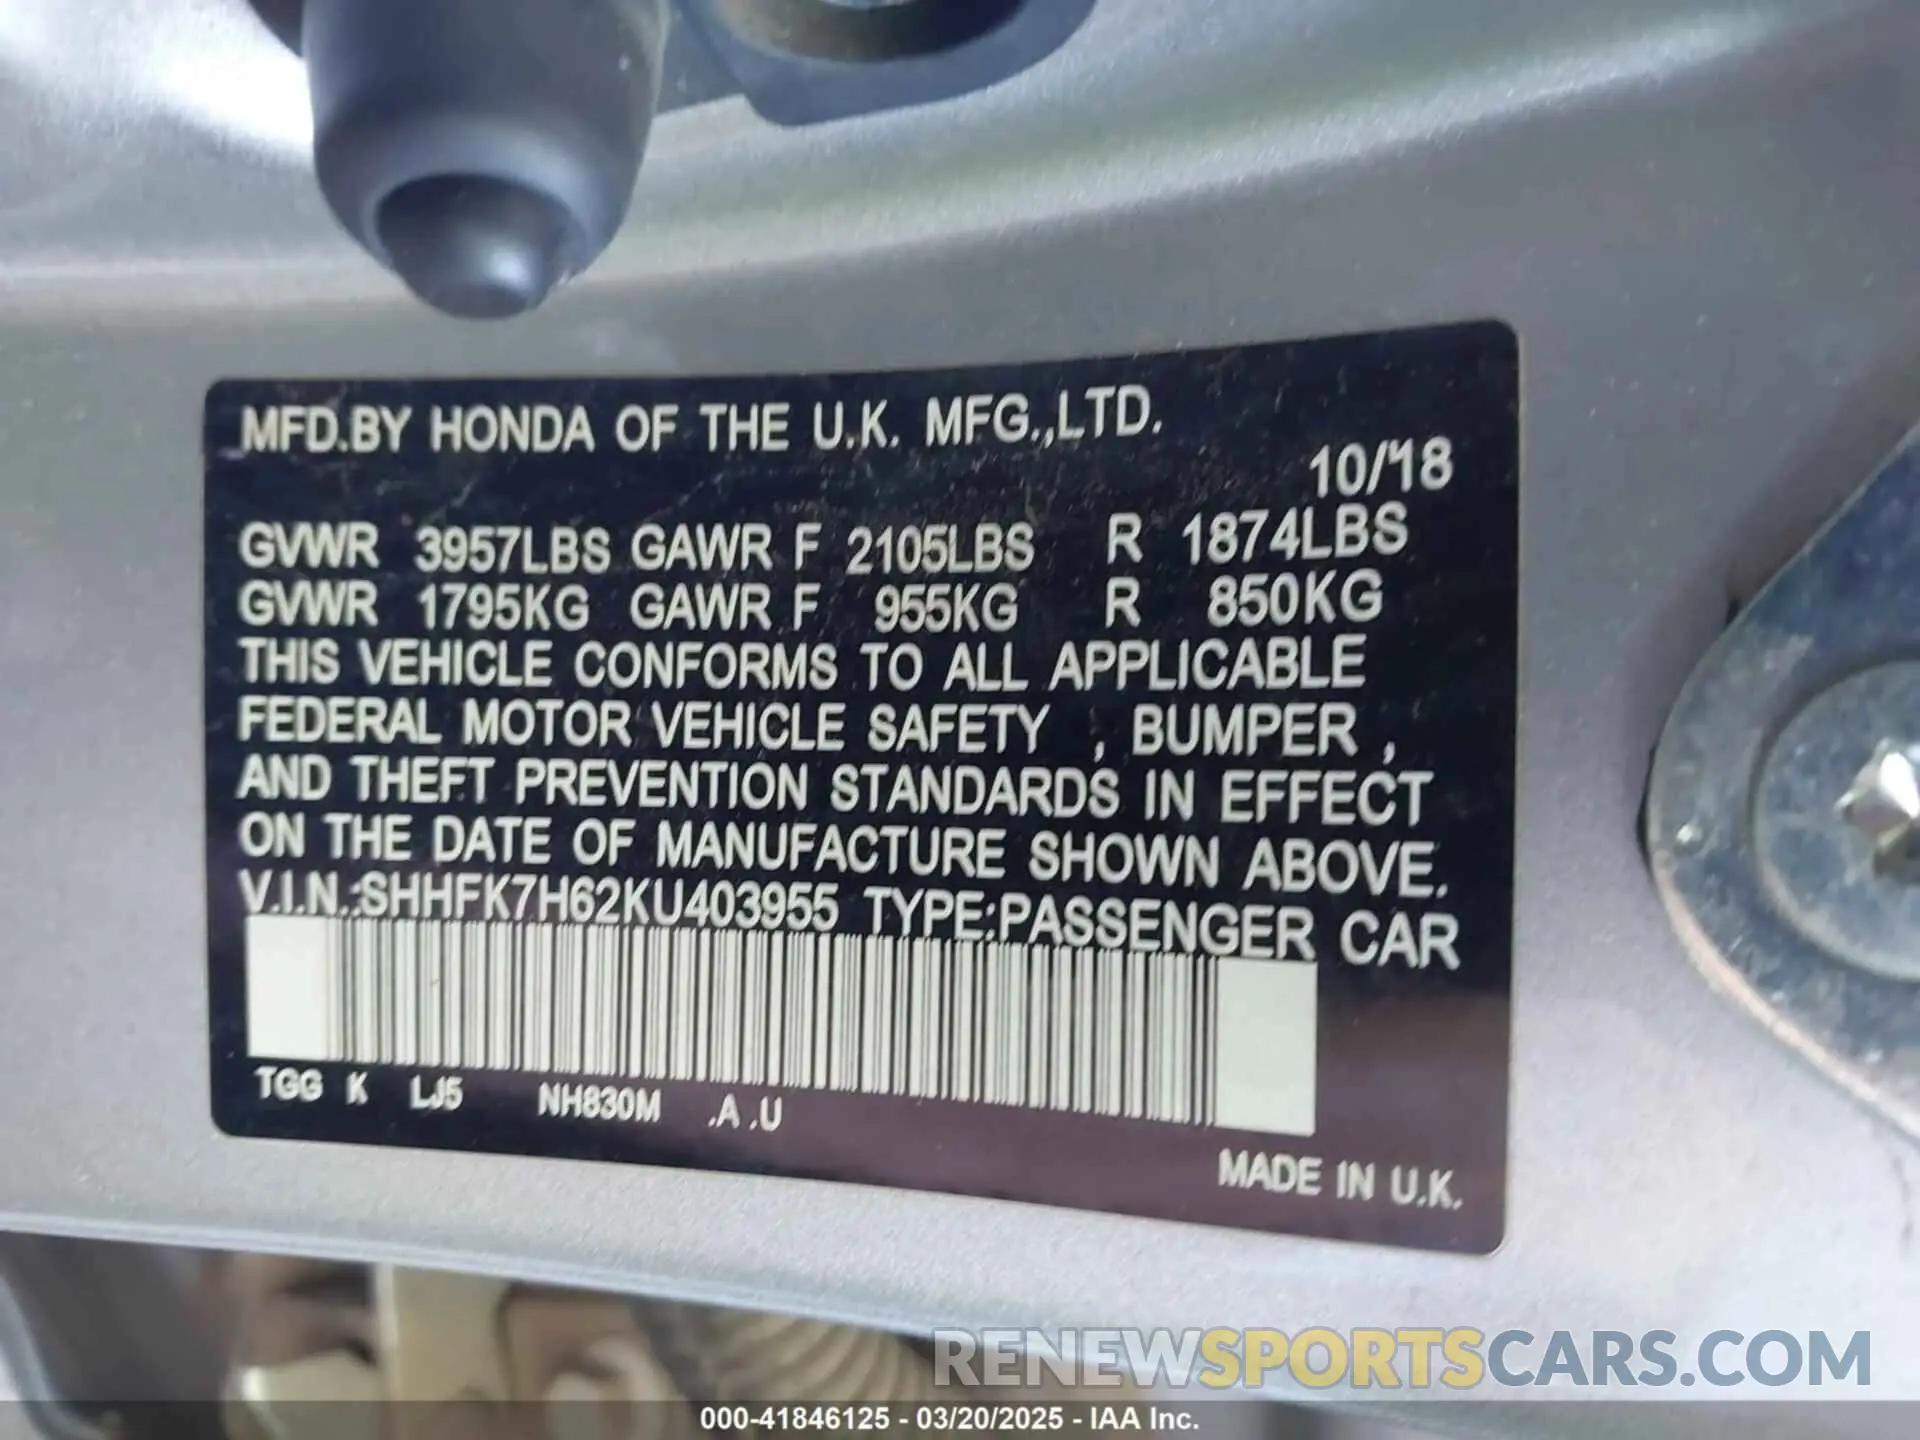 MFD.BY HONDA OF THE U.K. MFG.,LTD.
10/'18
GVWR 3957LBS GAWR F 2105LBS R 1874LBS
GVWR 1795KG GAWR F 955KG R 850KG
THIS VEHICLE CONFORMS TO ALL APPLICABLE
FEDERAL MOTOR VEHICLE SAFETY , BUMPER ,
AND THEFT PREVENTION STANDARDS IN EFFECT
ON THE DATE OF MANUFACTURE SHOWN ABOVE.
V.I.N.:SHHFK7H62KU403955 TYPE:PASSENGER CAR
TGG K LJ5 NH830M .A .U
MADE IN U.K.
RENEWSPORTSCARS.COM
000-41846125 - 03/20/2025 - IAA Inc.